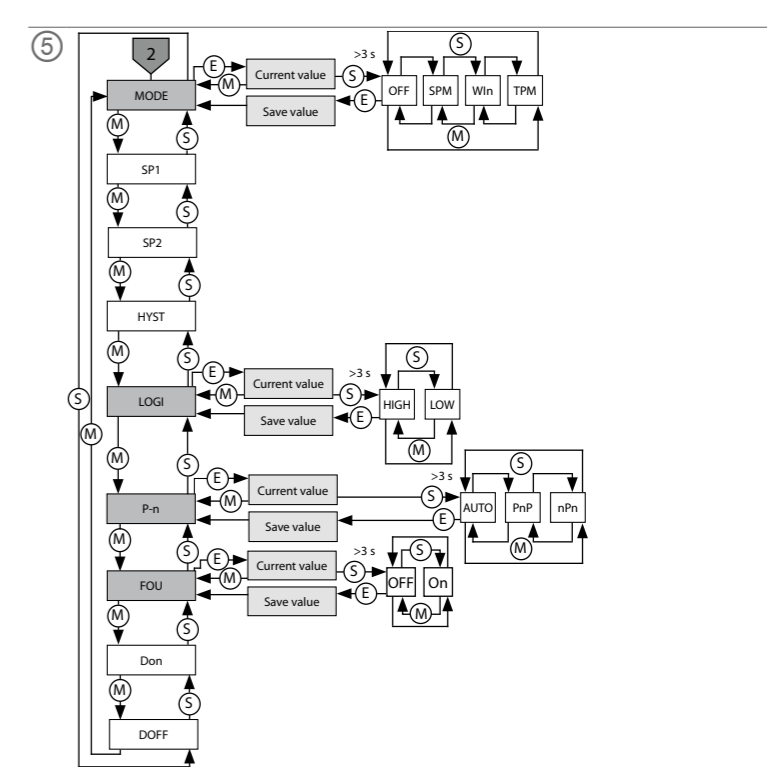 5
2
S
>3 s
E
Current value
S
OFF
SPM
WIn
TPM
MODE
M
Save value
E
M
M
S
SP1
M
S
SP2
M
S
HYST
M
S
S
>3 s
E
Current value
S
LOGI
M
HIGH
LOW
S
Save value
E
M
M
M
S
S
>3 s
E
Current value
S
AUTO
PnP
nPn
P-n
M
Save value
E
M
M
S
>3 s
S
E
Current value
S
OFF
On
FOU
M
Save value
E
M
M
S
Don
M
S
DOFF